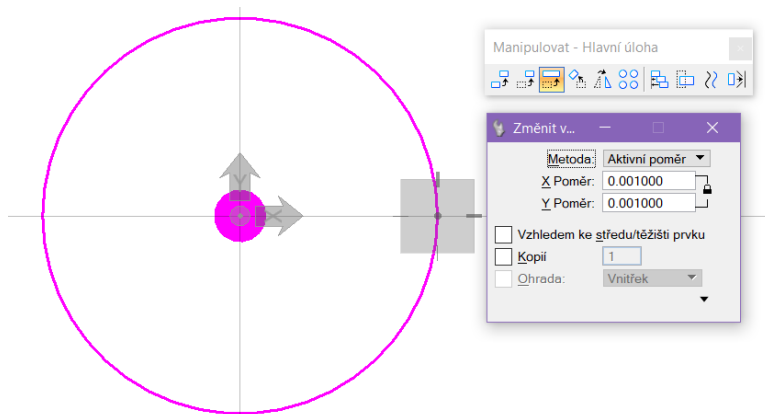 Manipulovat - Hlavní úloha
Změnit v...
Metoda: Aktivní poměr
X Poměr: 0.001000
Y Poměr: 0.001000
Vzhledem ke středu/těžišti prvku
Kopií 1
Ohrada: Vnitřek
Y
X